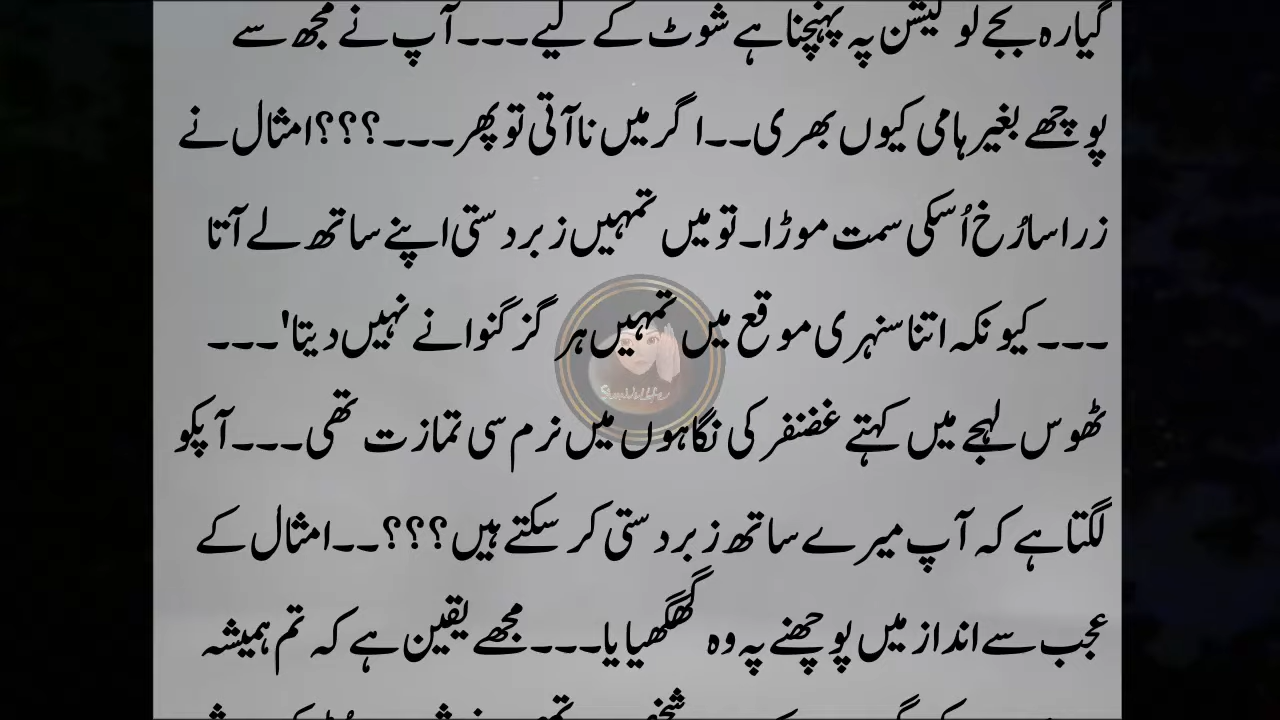 گیارہ بجے لوکیشن پہ پہنچنا ہے شوٹ کے لیے۔۔۔آپ نے مجھ سے
پوچھے بغیر ہامی کیوں بھری۔۔اگر میں نا آتی تو پھر۔۔۔؟؟؟امثال نے
زرا سا رُخ اُسکی سمت موڑا۔تو میں تمہیں زبردستی اپنے ساتھ لے آتا
۔۔۔کیونکہ اتنا سنہری موقع میں تمہیں ہر گز گنوانے نہیں دیتا'۔۔۔
ٹھوس لہجے میں کہتے غضنفر کی نگاہوں میں نرم سی تمازت تھی۔۔۔آپکو
لگتا ہے کہ آپ میرے ساتھ زبردستی کر سکتے ہیں؟؟؟۔۔امثال کے
عجب سے انداز میں پوچھنے پہ وہ گھگھیایا۔۔۔مجھے یقین ہے کہ تم ہمیشہ